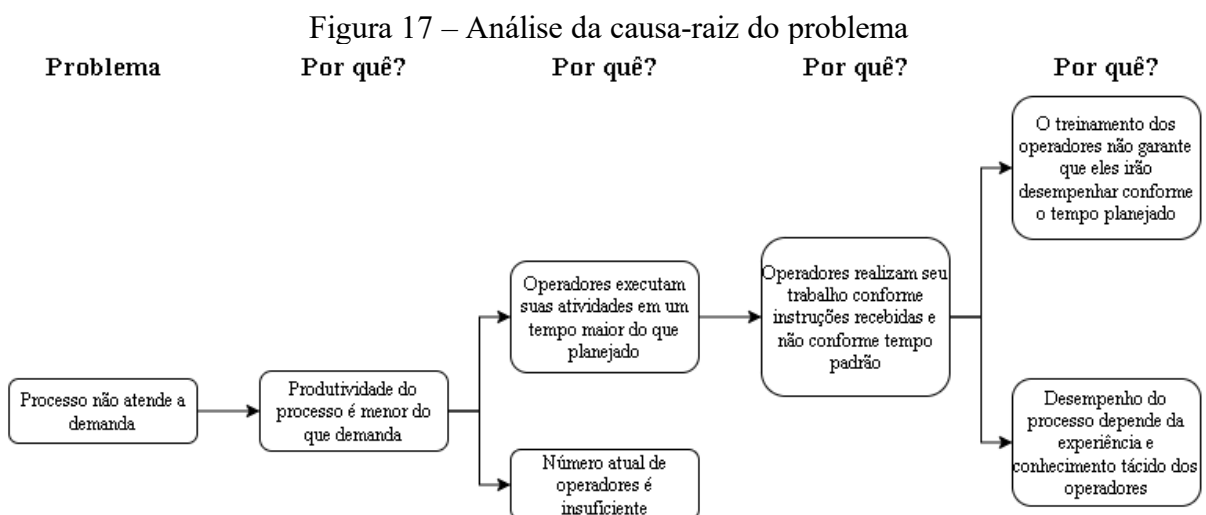 Figura 17 – Análise da causa-raiz do problema
Problema
Por quê?
Por quê?
Por quê?
Por quê?
Processo não atende a
demanda
Produtividade do
processo é menor do
que demanda
Operadores executam
suas atividades em um
tempo maior do que
planejado
Número atual de
operadores é
insuficiente
Operadores realizam seu
trabalho conforme
instruções recebidas e
não conforme tempo
padrão
O treinamento dos
operadores não garante
que eles irão
desempenhar conforme
o tempo planejado
Desempenho do
processo depende da
experiência e
conhecimento tácido dos
operadores